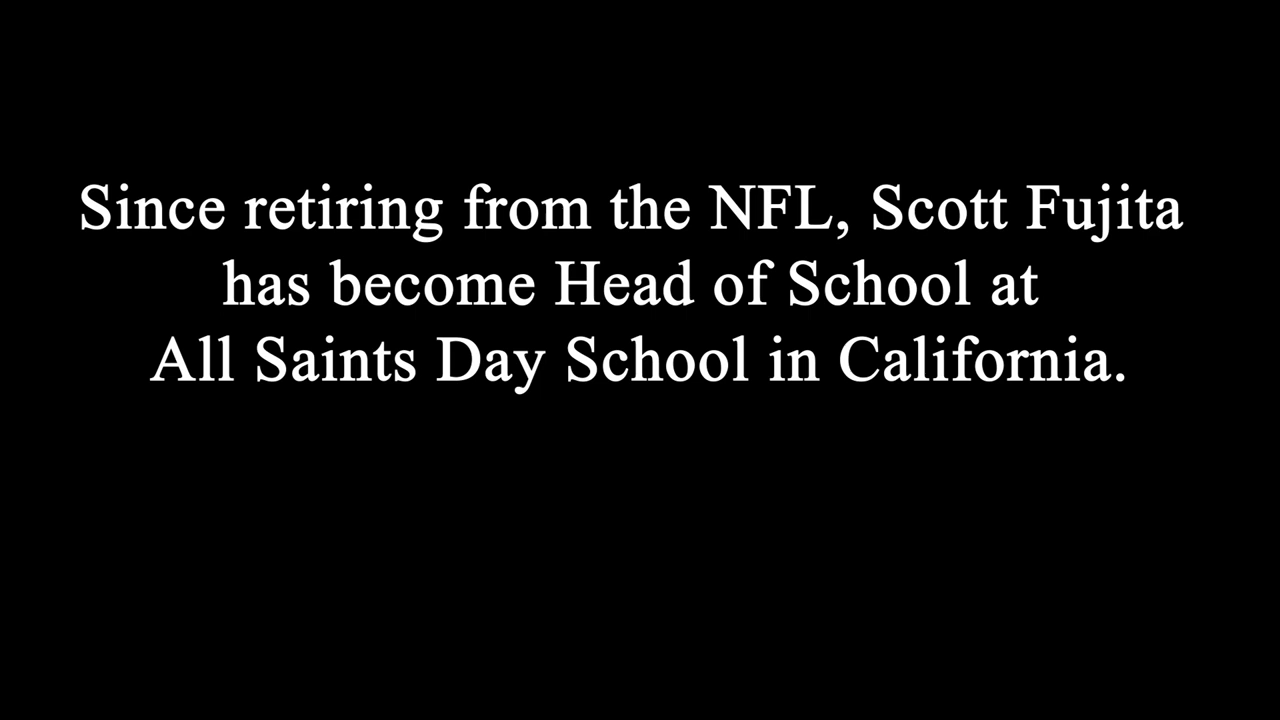 Since retiring from the NFL, Scott Fujita
has become Head of School at
All Saints Day School in California.